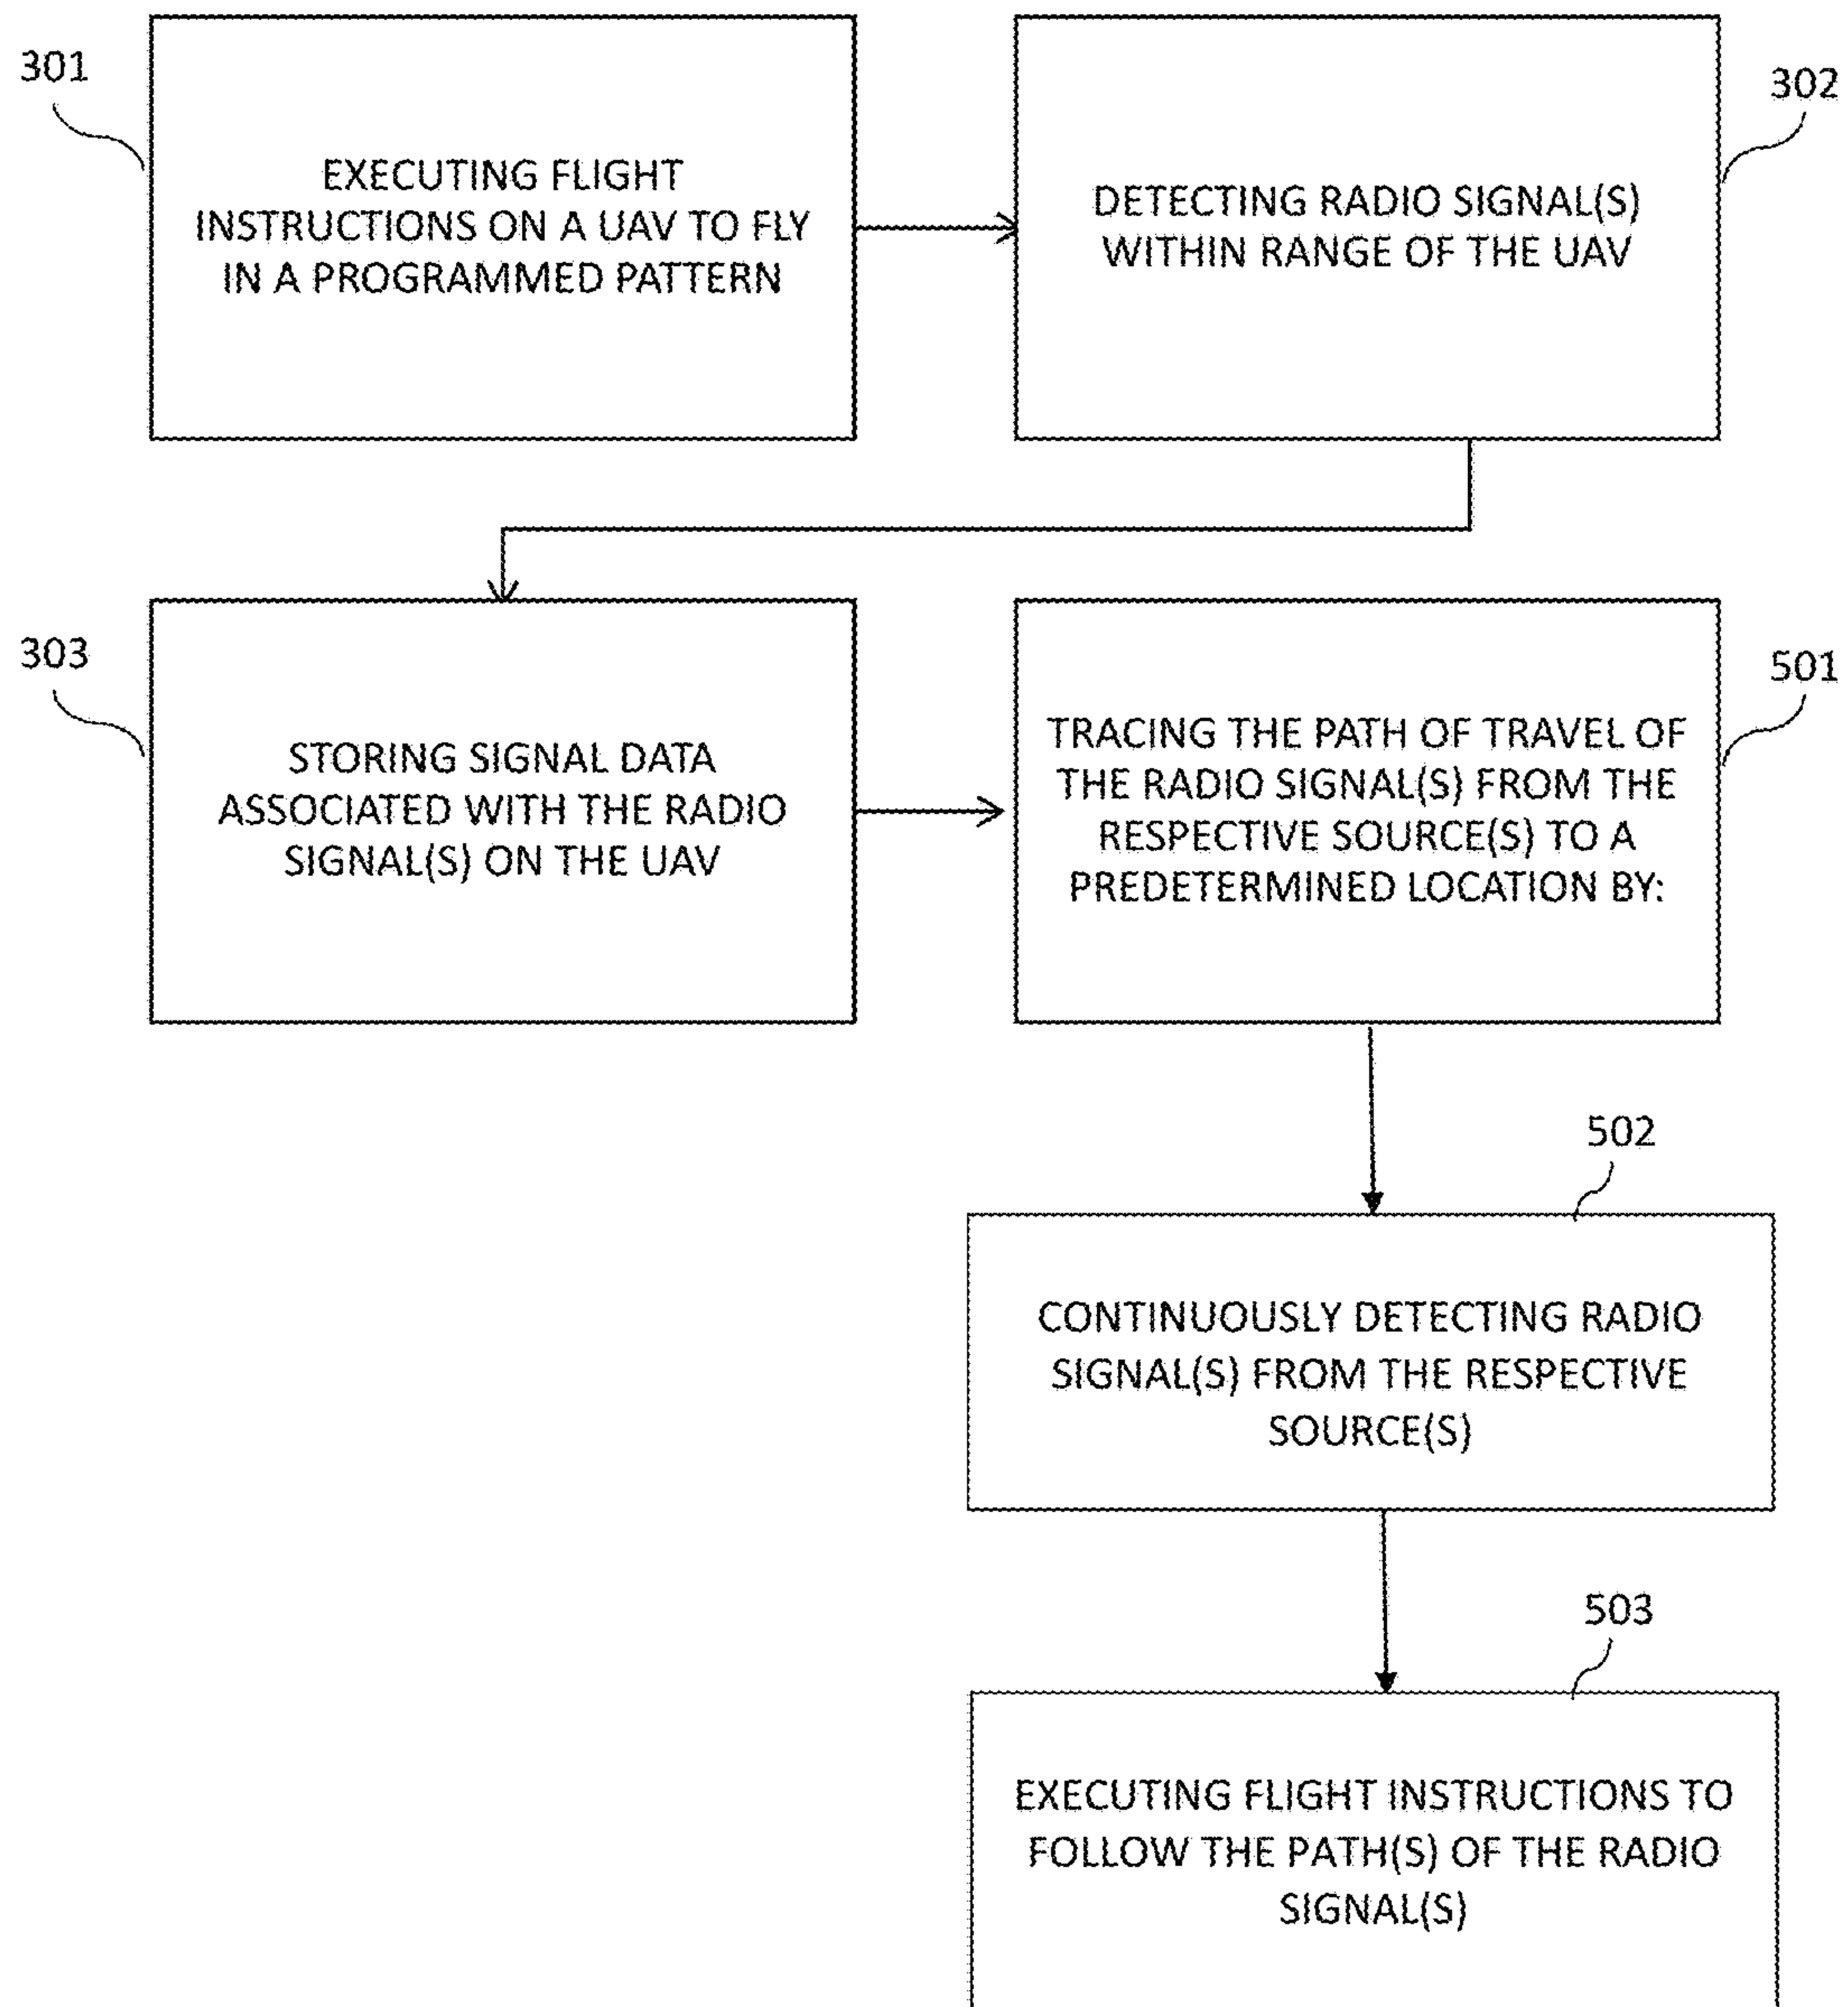 301
EXECUTING FLIGHT
INSTRUCTIONS ON A UAV TO FLY
IN A PROGRAMMED PATTERN
302
DETECTING RADIO SIGNAL(S)
WITHIN RANGE OF THE UAV
303
STORING SIGNAL DATA
ASSOCIATED WITH THE RADIO
SIGNAL(S) ON THE UAV
501
TRACING THE PATH OF TRAVEL OF
THE RADIO SIGNAL(S) FROM THE
RESPECTIVE SOURCE(S) TO A
PREDETERMINED LOCATION BY:
502
CONTINUOUSLY DETECTING RADIO
SIGNAL(S) FROM THE RESPECTIVE
SOURCE(S)
503
EXECUTING FLIGHT INSTRUCTIONS TO
FOLLOW THE PATH(S) OF THE RADIO
SIGNAL(S)